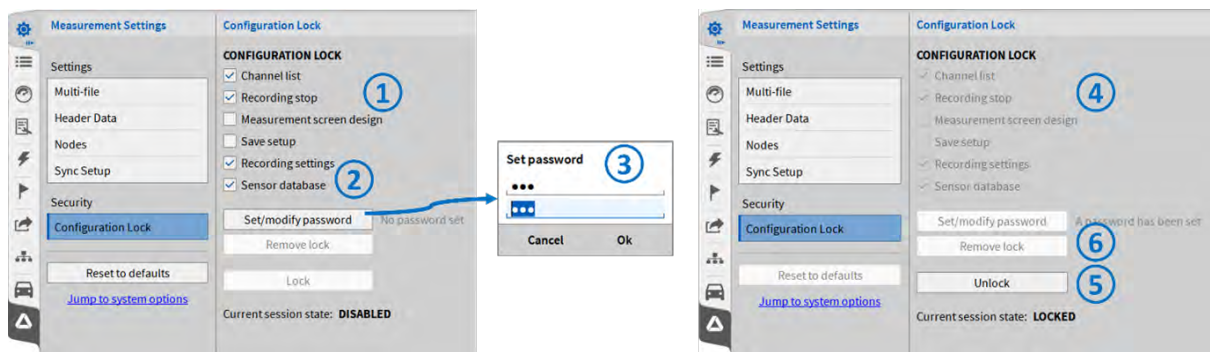 Measurement Settings
Configuration Lock
Settings
Multi-file
Header Data
Nodes
Sync Setup
Security
Configuration Lock
Reset to defaults
Jump to system options
CONFIGURATION LOCK
Channel list
Recording stop
1
Measurement screen design
Save setup
Recording settings
Sensor database
2
Set/modify password
No password set
Remove lock
Lock
Current session state: DISABLED
Set password
3
Cancel
Ok
Measurement Settings
Configuration Lock
Settings
Multi-file
Header Data
Nodes
Sync Setup
Security
Configuration Lock
Reset to defaults
Jump to system options
CONFIGURATION LOCK
Channel list
Recording stop
4
Measurement screen design
Save setup
Recording settings
Sensor database
Set/modify password
A password has been set
Remove lock
6
Unlock
5
Current session state: LOCKED